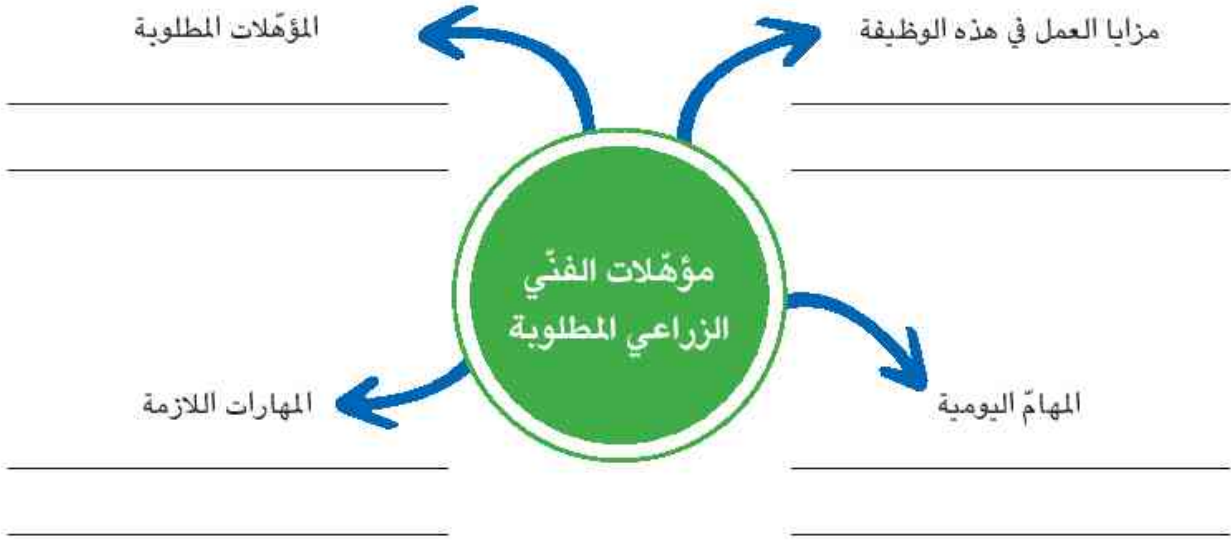 مزايا العمل في هذه الوظيفة
المؤهّلات المطلوبة
مؤهّلات الفنّي
الزراعي المطلوبة
المهامّ اليومية
المهارات اللازمة